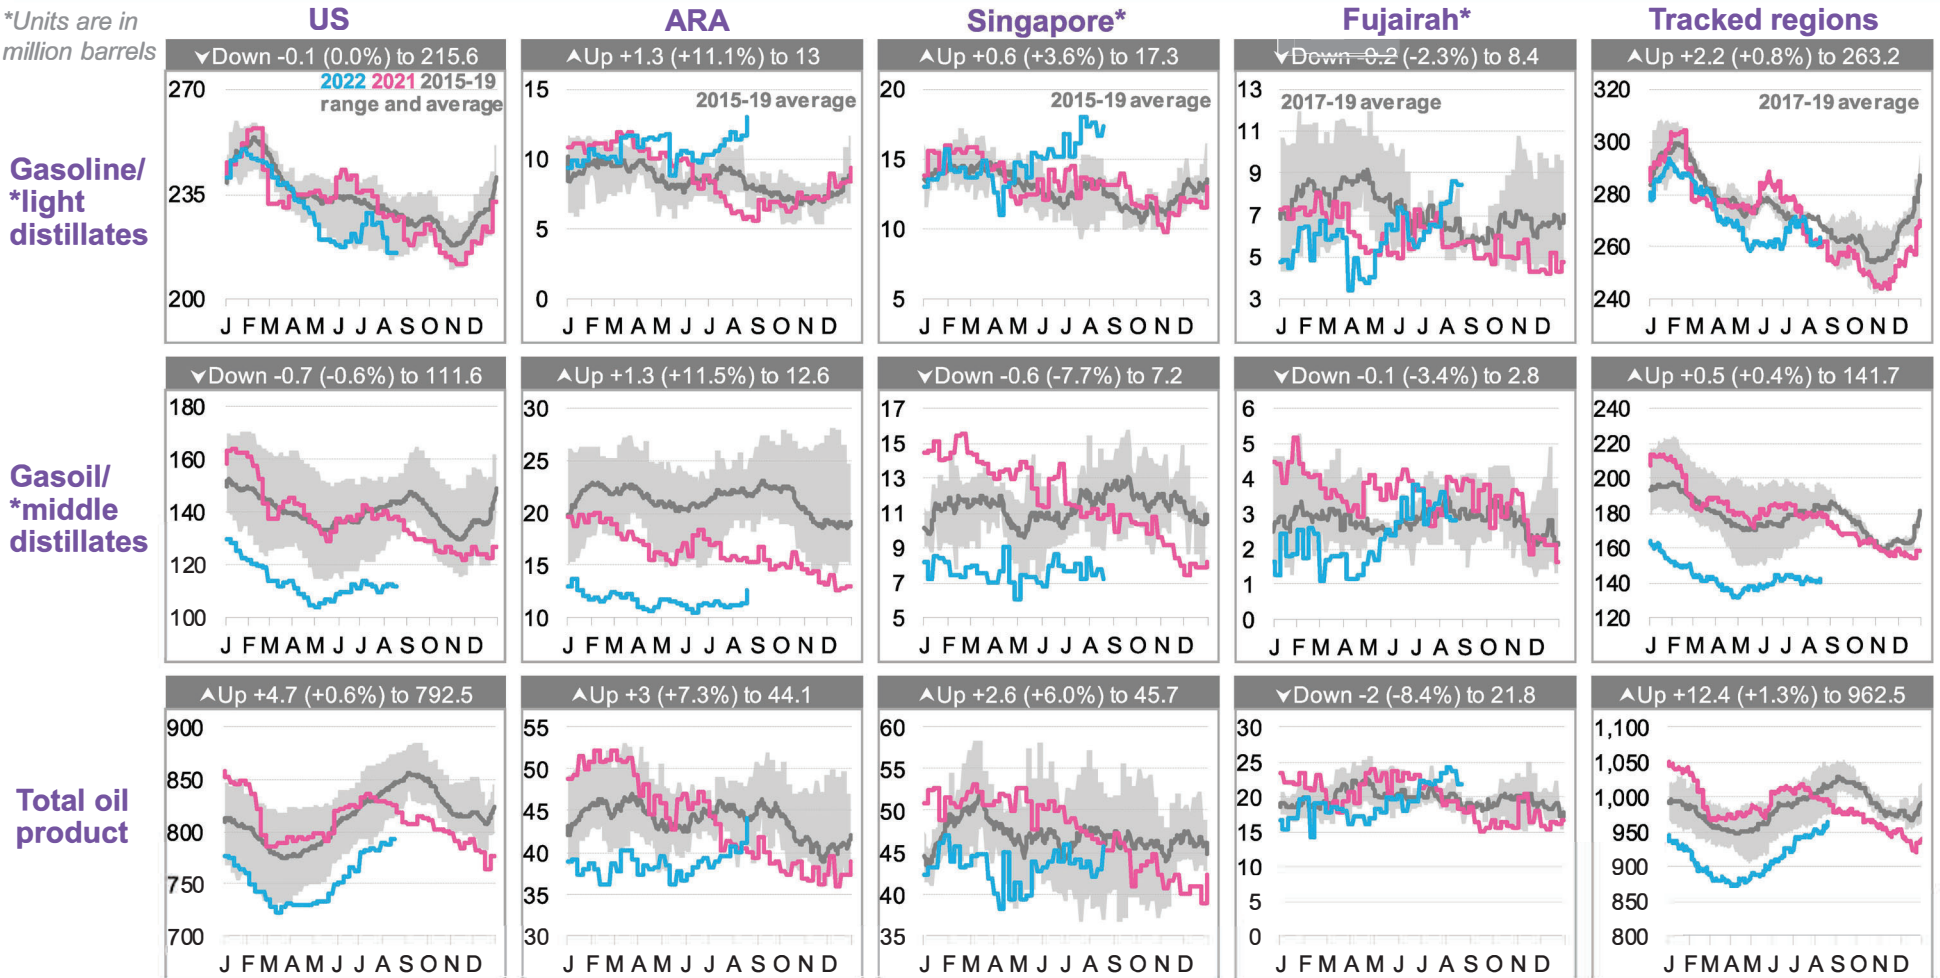 *Units are in
million barrels
US
ARA
Singapore*
Fujairah*
Tracked regions
Gasoline/
*light
distillates
Down -0.1 (0.0%) to 215.6
2022 2021 2015-19
range and average
270
235
200
J F M A M J J A S O N D
Up +1.3 (+11.1%) to 13
2015-19 average
15
10
5
0
J F M A M J J A S O N D
Up +0.6 (+3.6%) to 17.3
2015-19 average
20
15
10
5
J F M A M J J A S O N D
Down -0.2 (-2.3%) to 8.4
2017-19 average
13
11
9
7
5
3
J F M A M J J A S O N D
Up +2.2 (+0.8%) to 263.2
2017-19 average
320
300
280
260
240
J F M A M J J A S O N D
Gasoil/
*middle
distillates
Down -0.7 (-0.6%) to 111.6
180
160
140
120
100
J F M A M J J A S O N D
Up +1.3 (+11.5%) to 12.6
30
25
20
15
10
J F M A M J J A S O N D
Down -0.6 (-7.7%) to 7.2
17
15
13
11
9
7
5
J F M A M J J A S O N D
Down -0.1 (-3.4%) to 2.8
6
5
4
3
2
1
0
J F M A M J J A S O N D
Up +0.5 (+0.4%) to 141.7
240
220
200
180
160
140
120
J F M A M J J A S O N D
Total oil
product
Up +4.7 (+0.6%) to 792.5
900
850
800
750
700
J F M A M J J A S O N D
Up +3 (+7.3%) to 44.1
55
50
45
40
35
30
J F M A M J J A S O N D
Up +2.6 (+6.0%) to 45.7
60
55
50
45
40
35
J F M A M J J A S O N D
Down -2 (-8.4%) to 21.8
30
25
20
15
10
5
0
J F M A M J J A S O N D
Up +12.4 (+1.3%) to 962.5
1,100
1,050
1,000
950
900
850
800
J F M A M J J A S O N D